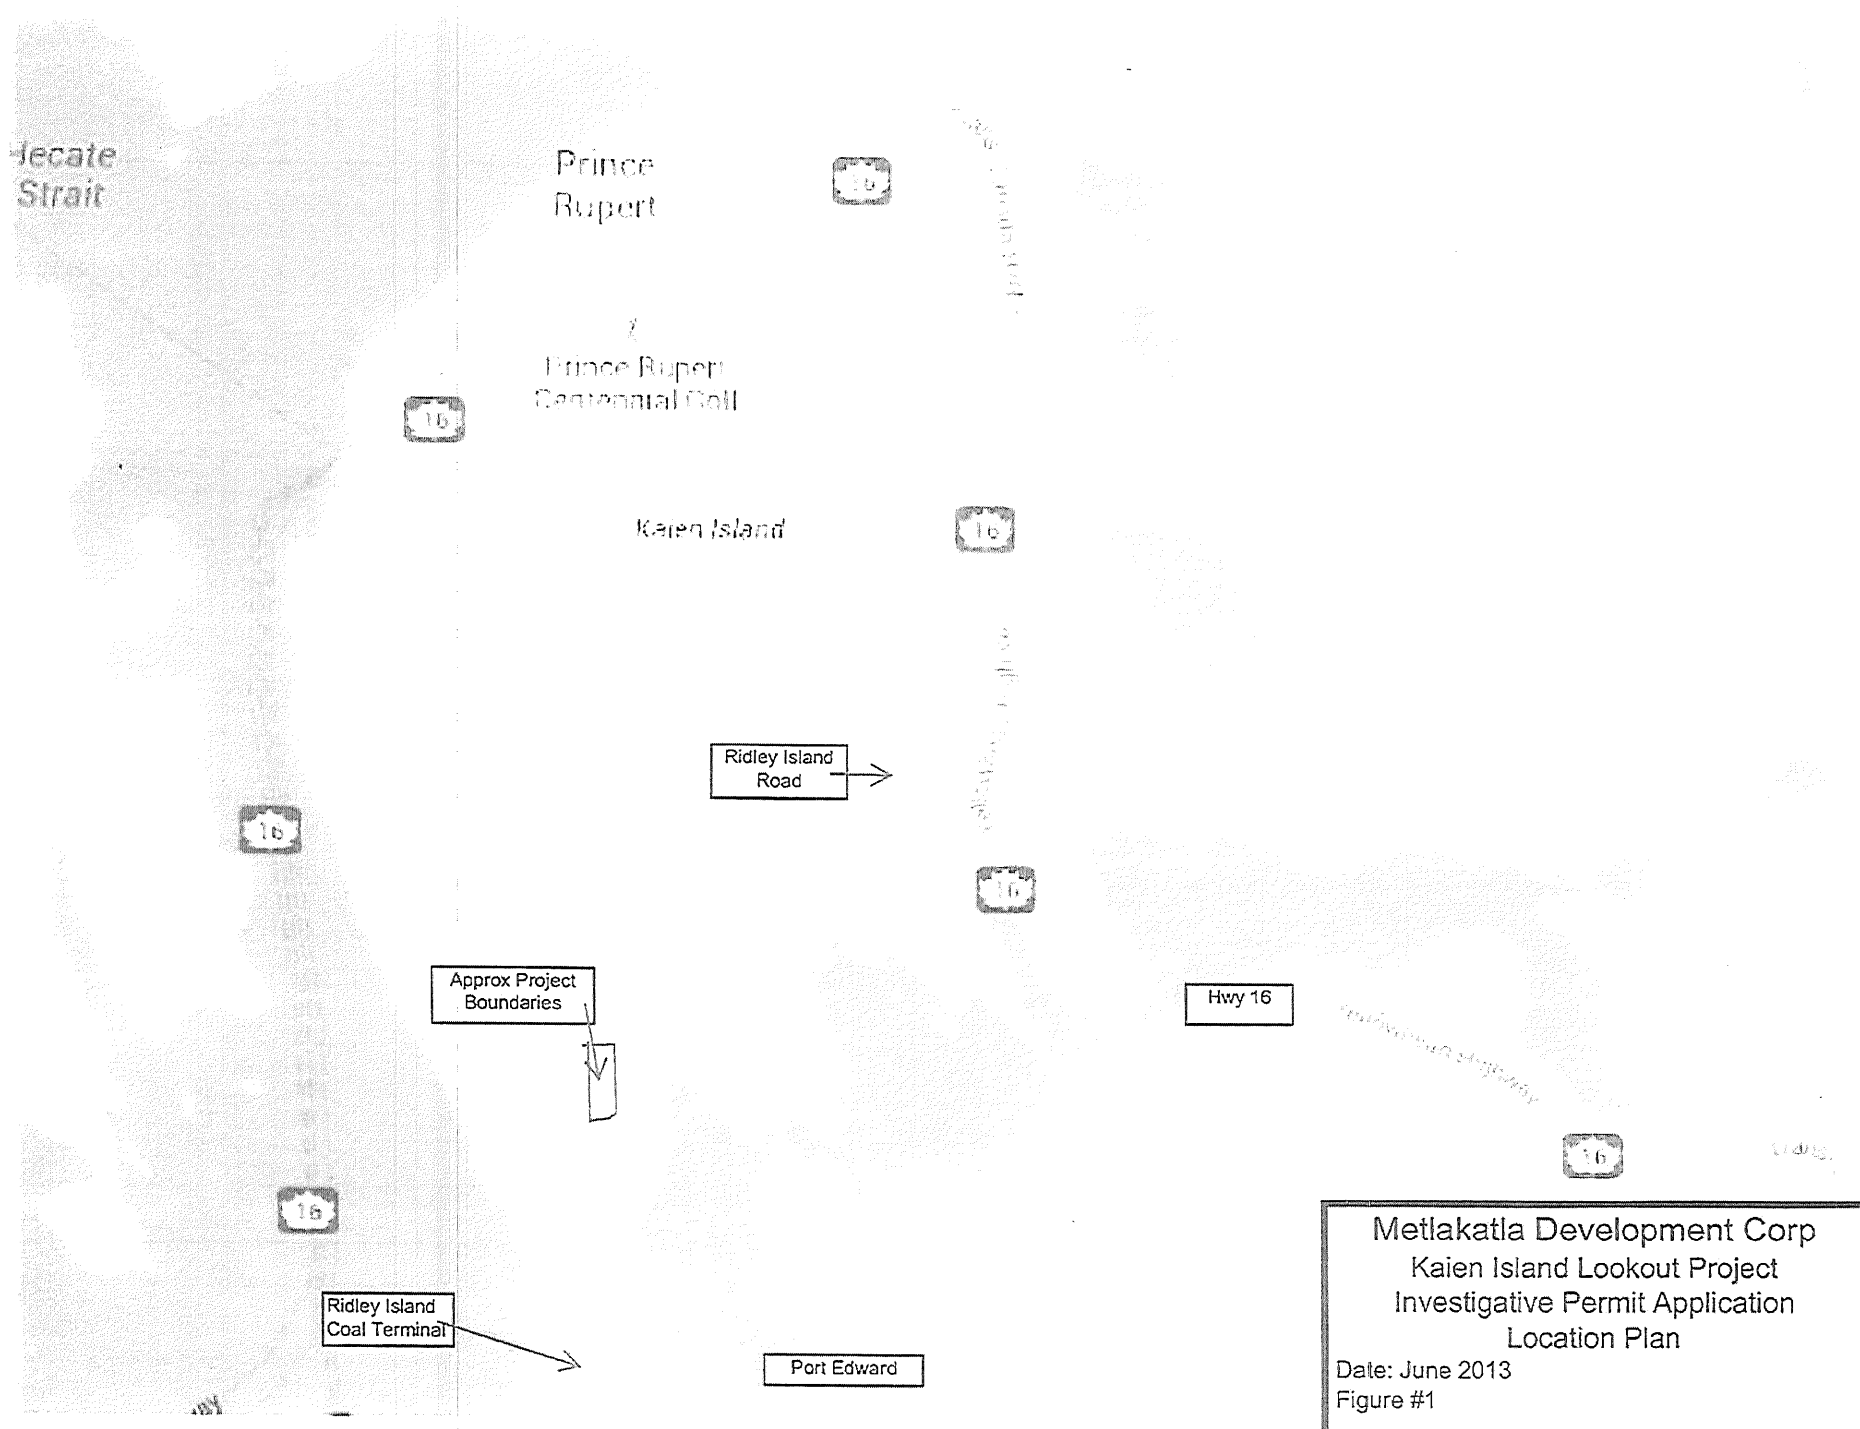 Hecate
Strait
Prince
Rupert
16
Prince Rupert
Centennial Golf
16
Kaien Island
16
Ridley Island
Road
16
16
Approx Project
Boundaries
Hwy 16
Highway
16
16
Ridley Island
Coal Terminal
Port Edward
Metlakatla Development Corp
Kaien Island Lookout Project
Investigative Permit Application
Location Plan
Date: June 2013
Figure #1